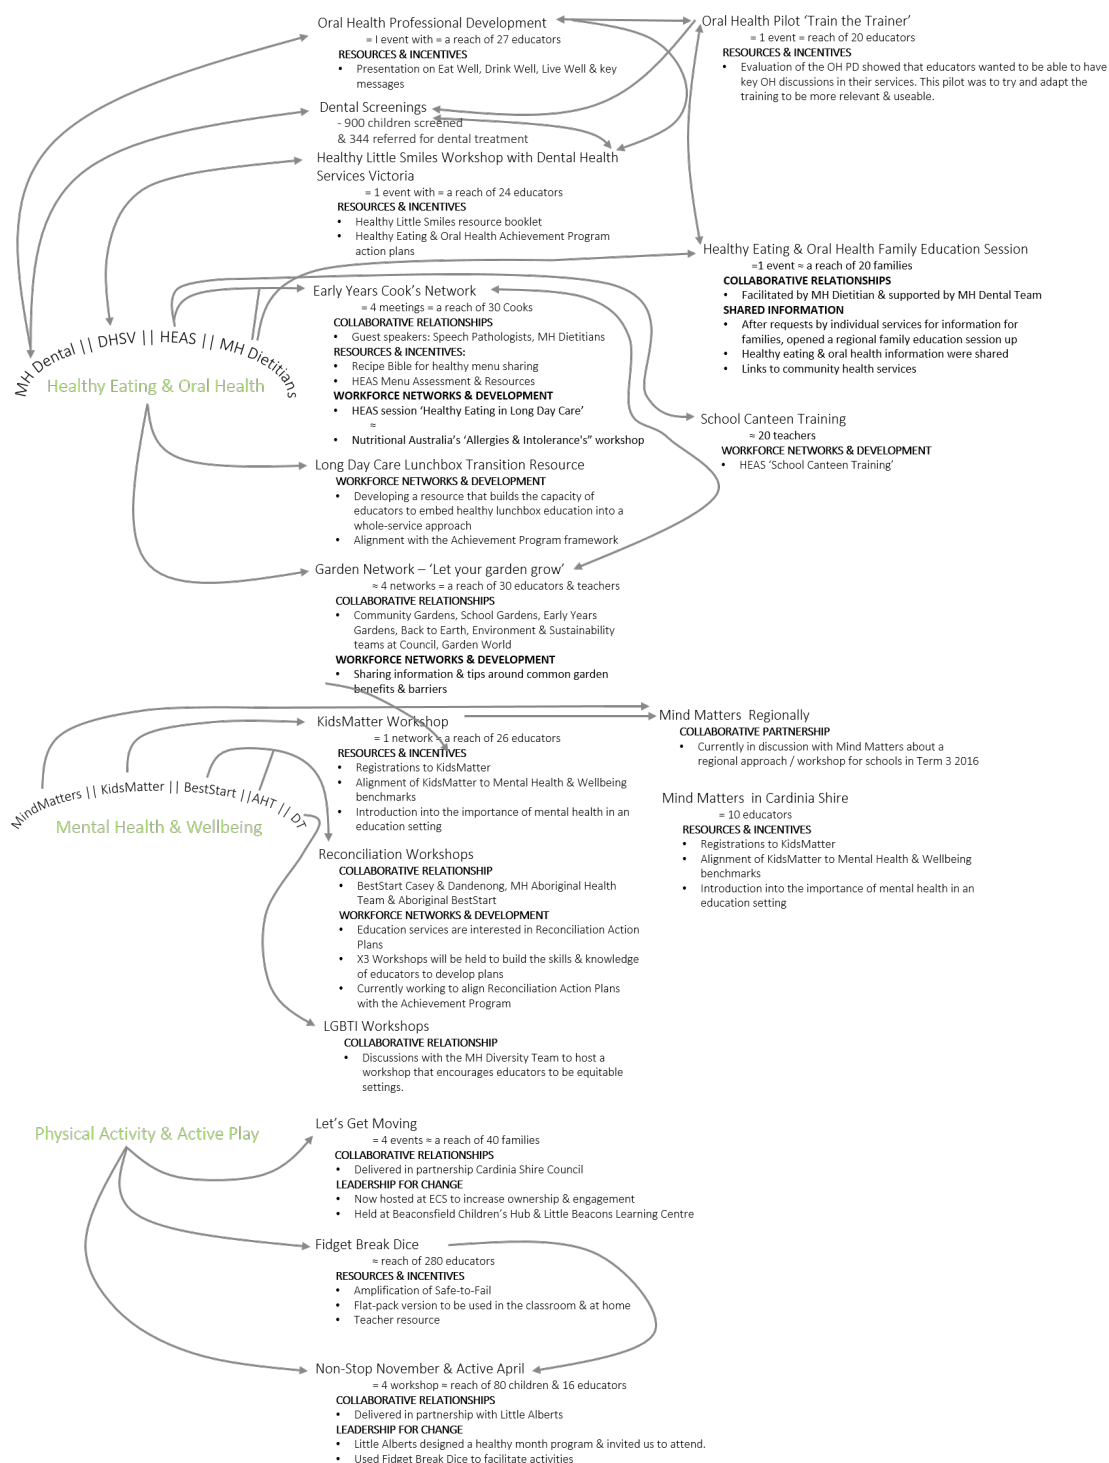 Oral Health Professional Development
= I event with = a reach of 27 educators
RESOURCES & INCENTIVES
• Presentation on Eat Well, Drink Well, Live Well & key
messages
Oral Health Pilot ‘Train the Trainer’
= 1 event = reach of 20 educators
RESOURCES & INCENTIVES
• Evaluation of the OH PD showed that educators wanted to be able to have
key OH discussions in their services. This pilot was to try and adapt the
training to be more relevant & useable.
Dental Screenings
- 900 children screened
& 344 referred for dental treatment
Healthy Little Smiles Workshop with Dental Health
Services Victoria
= 1 event with = a reach of 24 educators
RESOURCES & INCENTIVES
• Healthy Little Smiles resource booklet
• Healthy Eating & Oral Health Achievement Program
action plans
Healthy Eating & Oral Health Family Education Session
=1 event ≈ a reach of 20 families
COLLABORATIVE RELATIONSHIPS
• Facilitated by MH Dietitian & supported by MH Dental Team
SHARED INFORMATION
• After requests by individual services for information for
families, opened a regional family education session up
• Healthy eating & oral health information were shared
• Links to community health services
MH Dental || DHSV || HEAS || MH Dietitians
Healthy Eating & Oral Health
Early Years Cook’s Network
= 4 meetings = a reach of 30 Cooks
COLLABORATIVE RELATIONSHIPS
• Guest speakers: Speech Pathologists, MH Dietitians
RESOURCES & INCENTIVES:
• Recipe Bible for healthy menu sharing
• HEAS Menu Assessment & Resources
WORKFORCE NETWORKS & DEVELOPMENT
• HEAS session ‘Healthy Eating in Long Day Care’
≈
• Nutritional Australia’s ‘Allergies & Intolerance's” workshop
School Canteen Training
≈ 20 teachers
WORKFORCE NETWORKS & DEVELOPMENT
• HEAS ‘School Canteen Training’
Long Day Care Lunchbox Transition Resource
WORKFORCE NETWORKS & DEVELOPMENT
• Developing a resource that builds the capacity of
educators to embed healthy lunchbox education into a
whole-service approach
• Alignment with the Achievement Program framework
Garden Network – ‘Let your garden grow’
≈ 4 networks = a reach of 30 educators & teachers
COLLABORATIVE RELATIONSHIPS
• Community Gardens, School Gardens, Early Years
Gardens, Back to Earth, Environment & Sustainability
teams at Council, Garden World
WORKFORCE NETWORKS & DEVELOPMENT
• Sharing information & tips around common garden
benefits & barriers
MindMatters || KidsMatter || BestStart ||AHT || DT
Mental Health & Wellbeing
KidsMatter Workshop
= 1 network = a reach of 26 educators
RESOURCES & INCENTIVES
• Registrations to KidsMatter
• Alignment of KidsMatter to Mental Health & Wellbeing
benchmarks
• Introduction into the importance of mental health in an
education setting
Mind Matters Regionally
COLLABORATIVE PARTNERSHIP
• Currently in discussion with Mind Matters about a
regional approach / workshop for schools in Term 3 2016
Mind Matters in Cardinia Shire
= 10 educators
RESOURCES & INCENTIVES
• Registrations to KidsMatter
• Alignment of KidsMatter to Mental Health & Wellbeing
benchmarks
• Introduction into the importance of mental health in an
education setting
Reconciliation Workshops
COLLABORATIVE RELATIONSHIP
• BestStart Casey & Dandenong, MH Aboriginal Health
Team & Aboriginal BestStart
WORKFORCE NETWORKS & DEVELOPMENT
• Education services are interested in Reconciliation Action
Plans
• X3 Workshops will be held to build the skills & knowledge
of educators to develop plans
• Currently working to align Reconciliation Action Plans
with the Achievement Program
LGBTI Workshops
COLLABORATIVE RELATIONSHIP
• Discussions with the MH Diversity Team to host a
workshop that encourages educators to be equitable
settings.
Physical Activity & Active Play
Let’s Get Moving
= 4 events ≈ a reach of 40 families
COLLABORATIVE RELATIONSHIPS
• Delivered in partnership Cardinia Shire Council
LEADERSHIP FOR CHANGE
• Now hosted at ECS to increase ownership & engagement
• Held at Beaconsfield Children’s Hub & Little Beacons Learning Centre
Fidget Break Dice
≈ reach of 280 educators
RESOURCES & INCENTIVES
• Amplification of Safe-to-Fail
• Flat-pack version to be used in the classroom & at home
• Teacher resource
Non-Stop November & Active April
= 4 workshop ≈ reach of 80 children & 16 educators
COLLABORATIVE RELATIONSHIPS
• Delivered in partnership with Little Alberts
LEADERSHIP FOR CHANGE
• Little Alberts designed a healthy month program & invited us to attend.
• Used Fidget Break Dice to facilitate activities